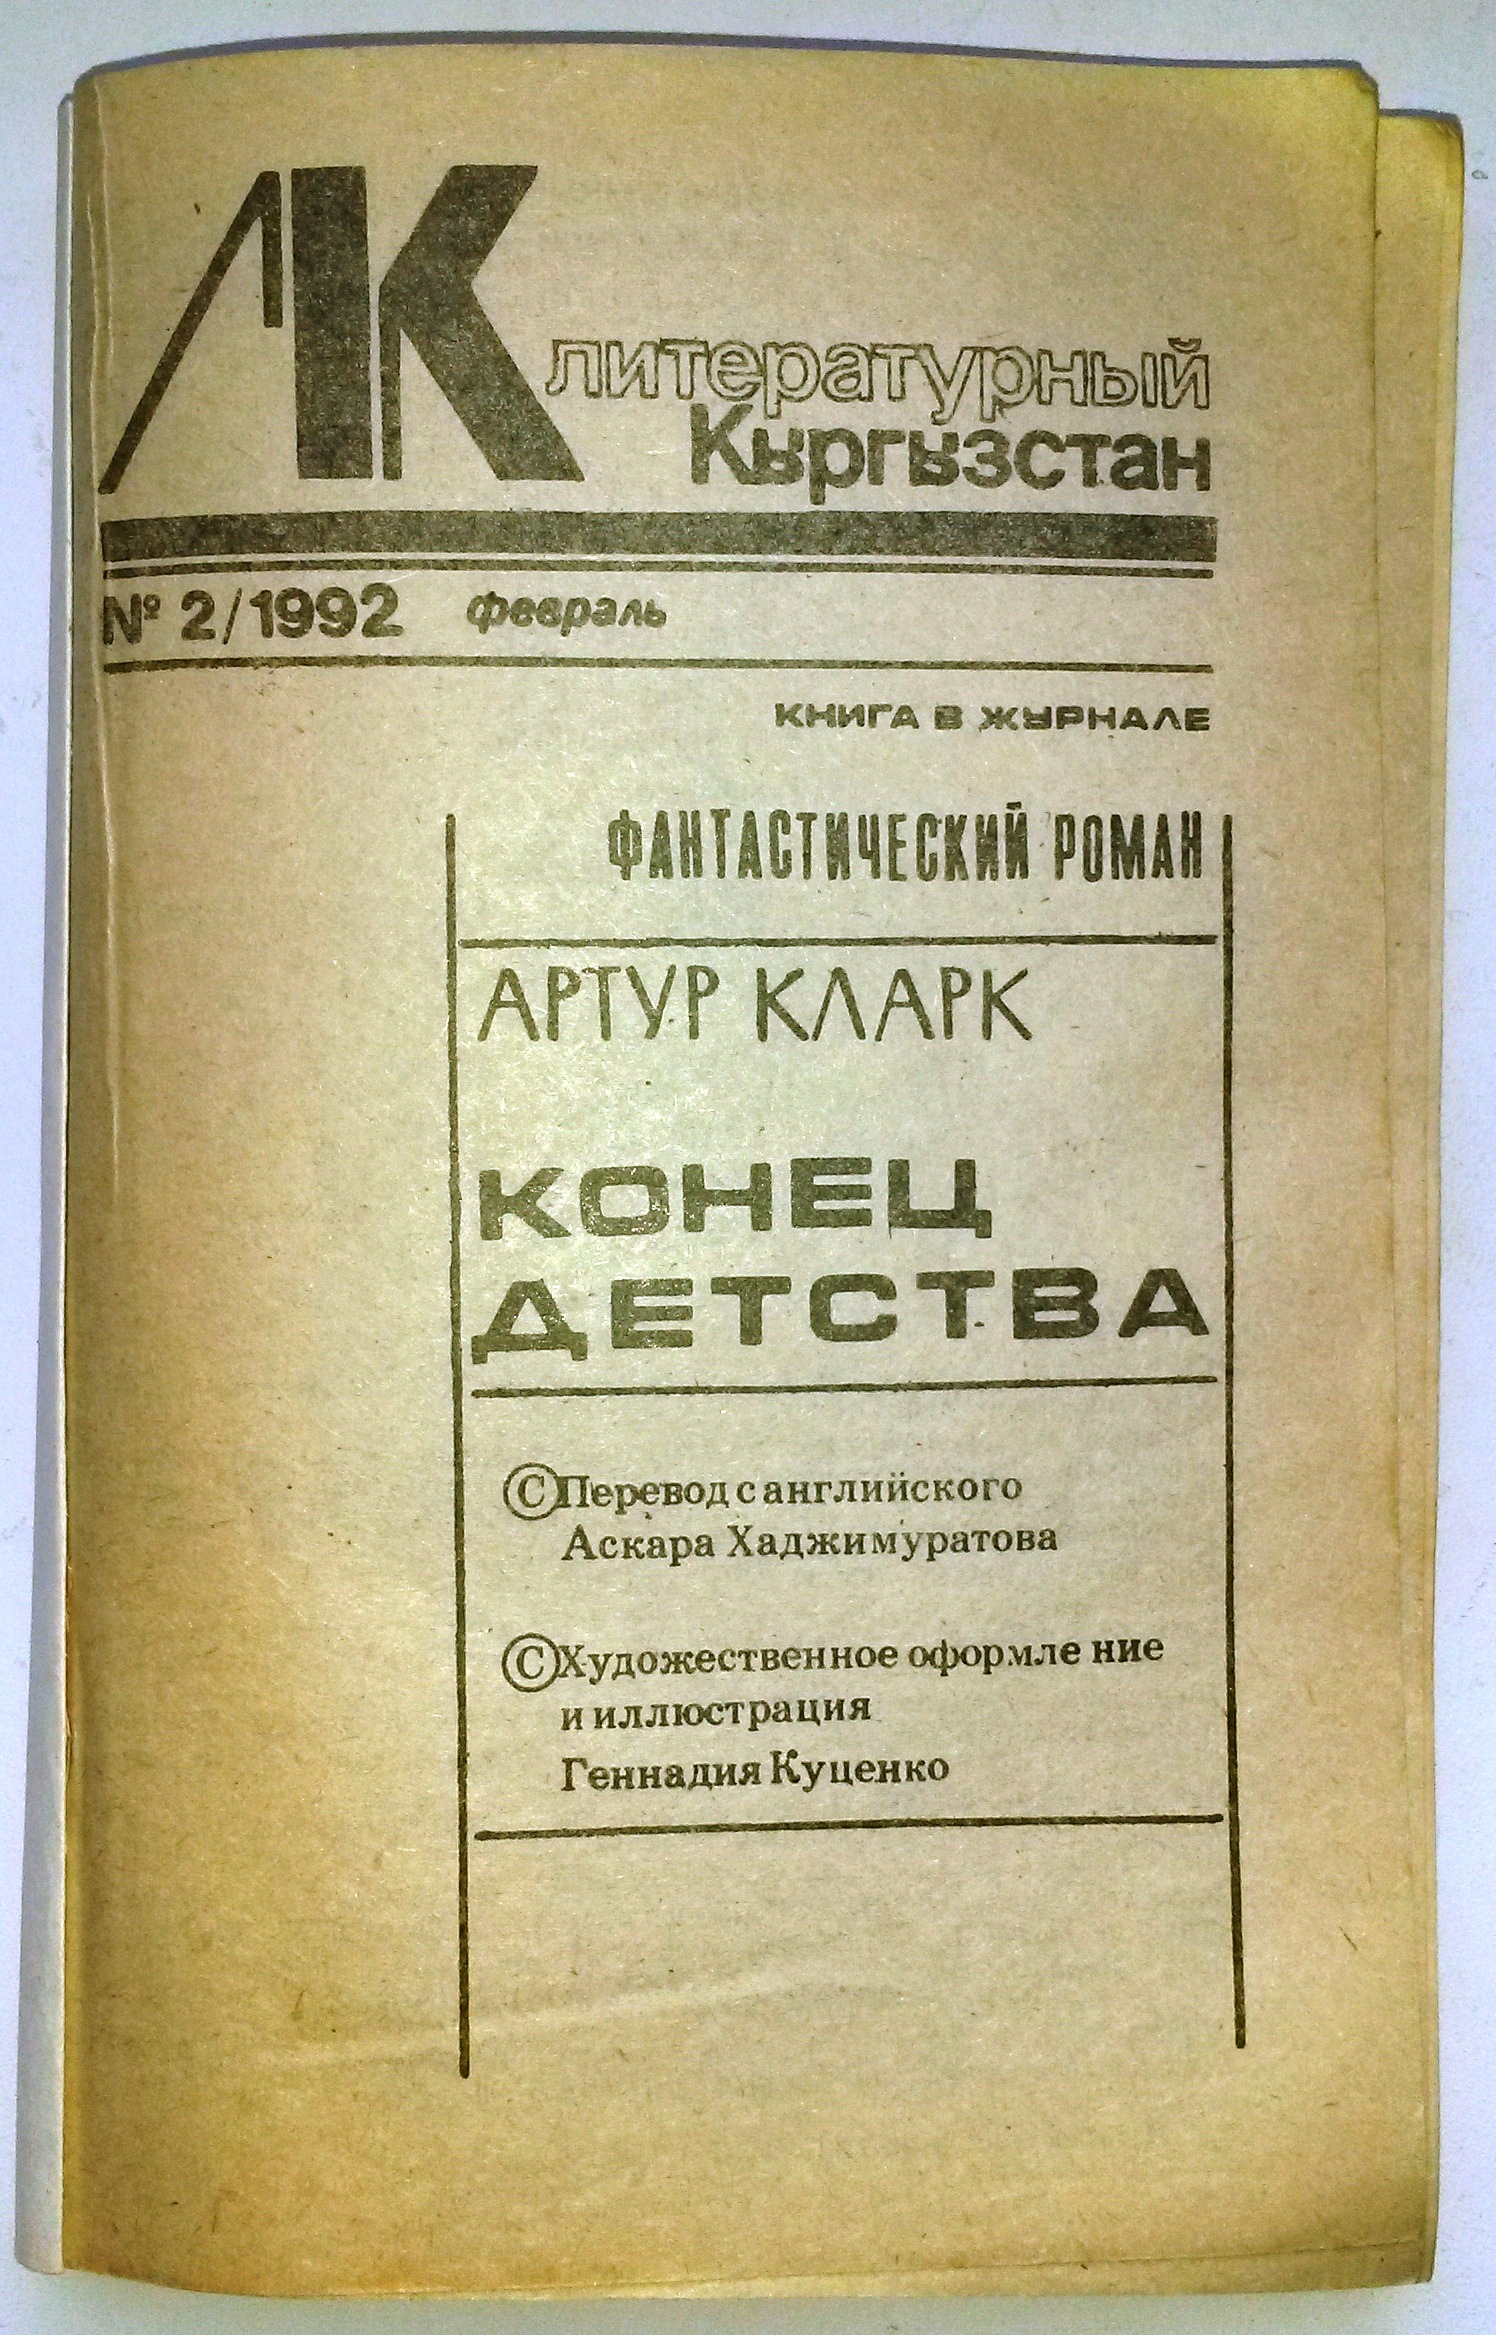 ЛК
литературный
Кыргызстан
№ 2/1992 февраль
КНИГА В ЖУРНАЛЕ
ФАНТАСТИЧЕСКИЙ РОМАН
АРТУР КЛАРК
КОНЕЦ
ДЕТСТВА
© Перевод с английского
Аскара Хаджимуратова
© Художественное оформле ние
и иллюстрация
Геннадия Куценко